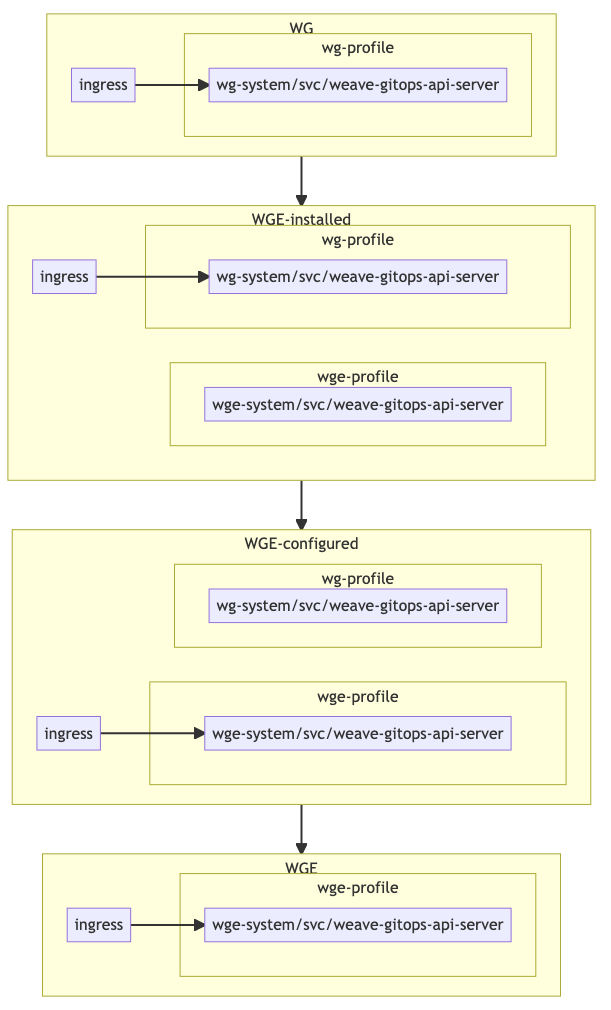 WG
wg-profile
ingress
wg-system/svc/weave-gitops-api-server
WGE-installed
wg-profile
ingress
wg-system/svc/weave-gitops-api-server
wge-profile
wge-system/svc/weave-gitops-api-server
WGE-configured
wg-profile
wg-system/svc/weave-gitops-api-server
wge-profile
ingress
wge-system/svc/weave-gitops-api-server
WGE
wge-profile
ingress
wge-system/svc/weave-gitops-api-server